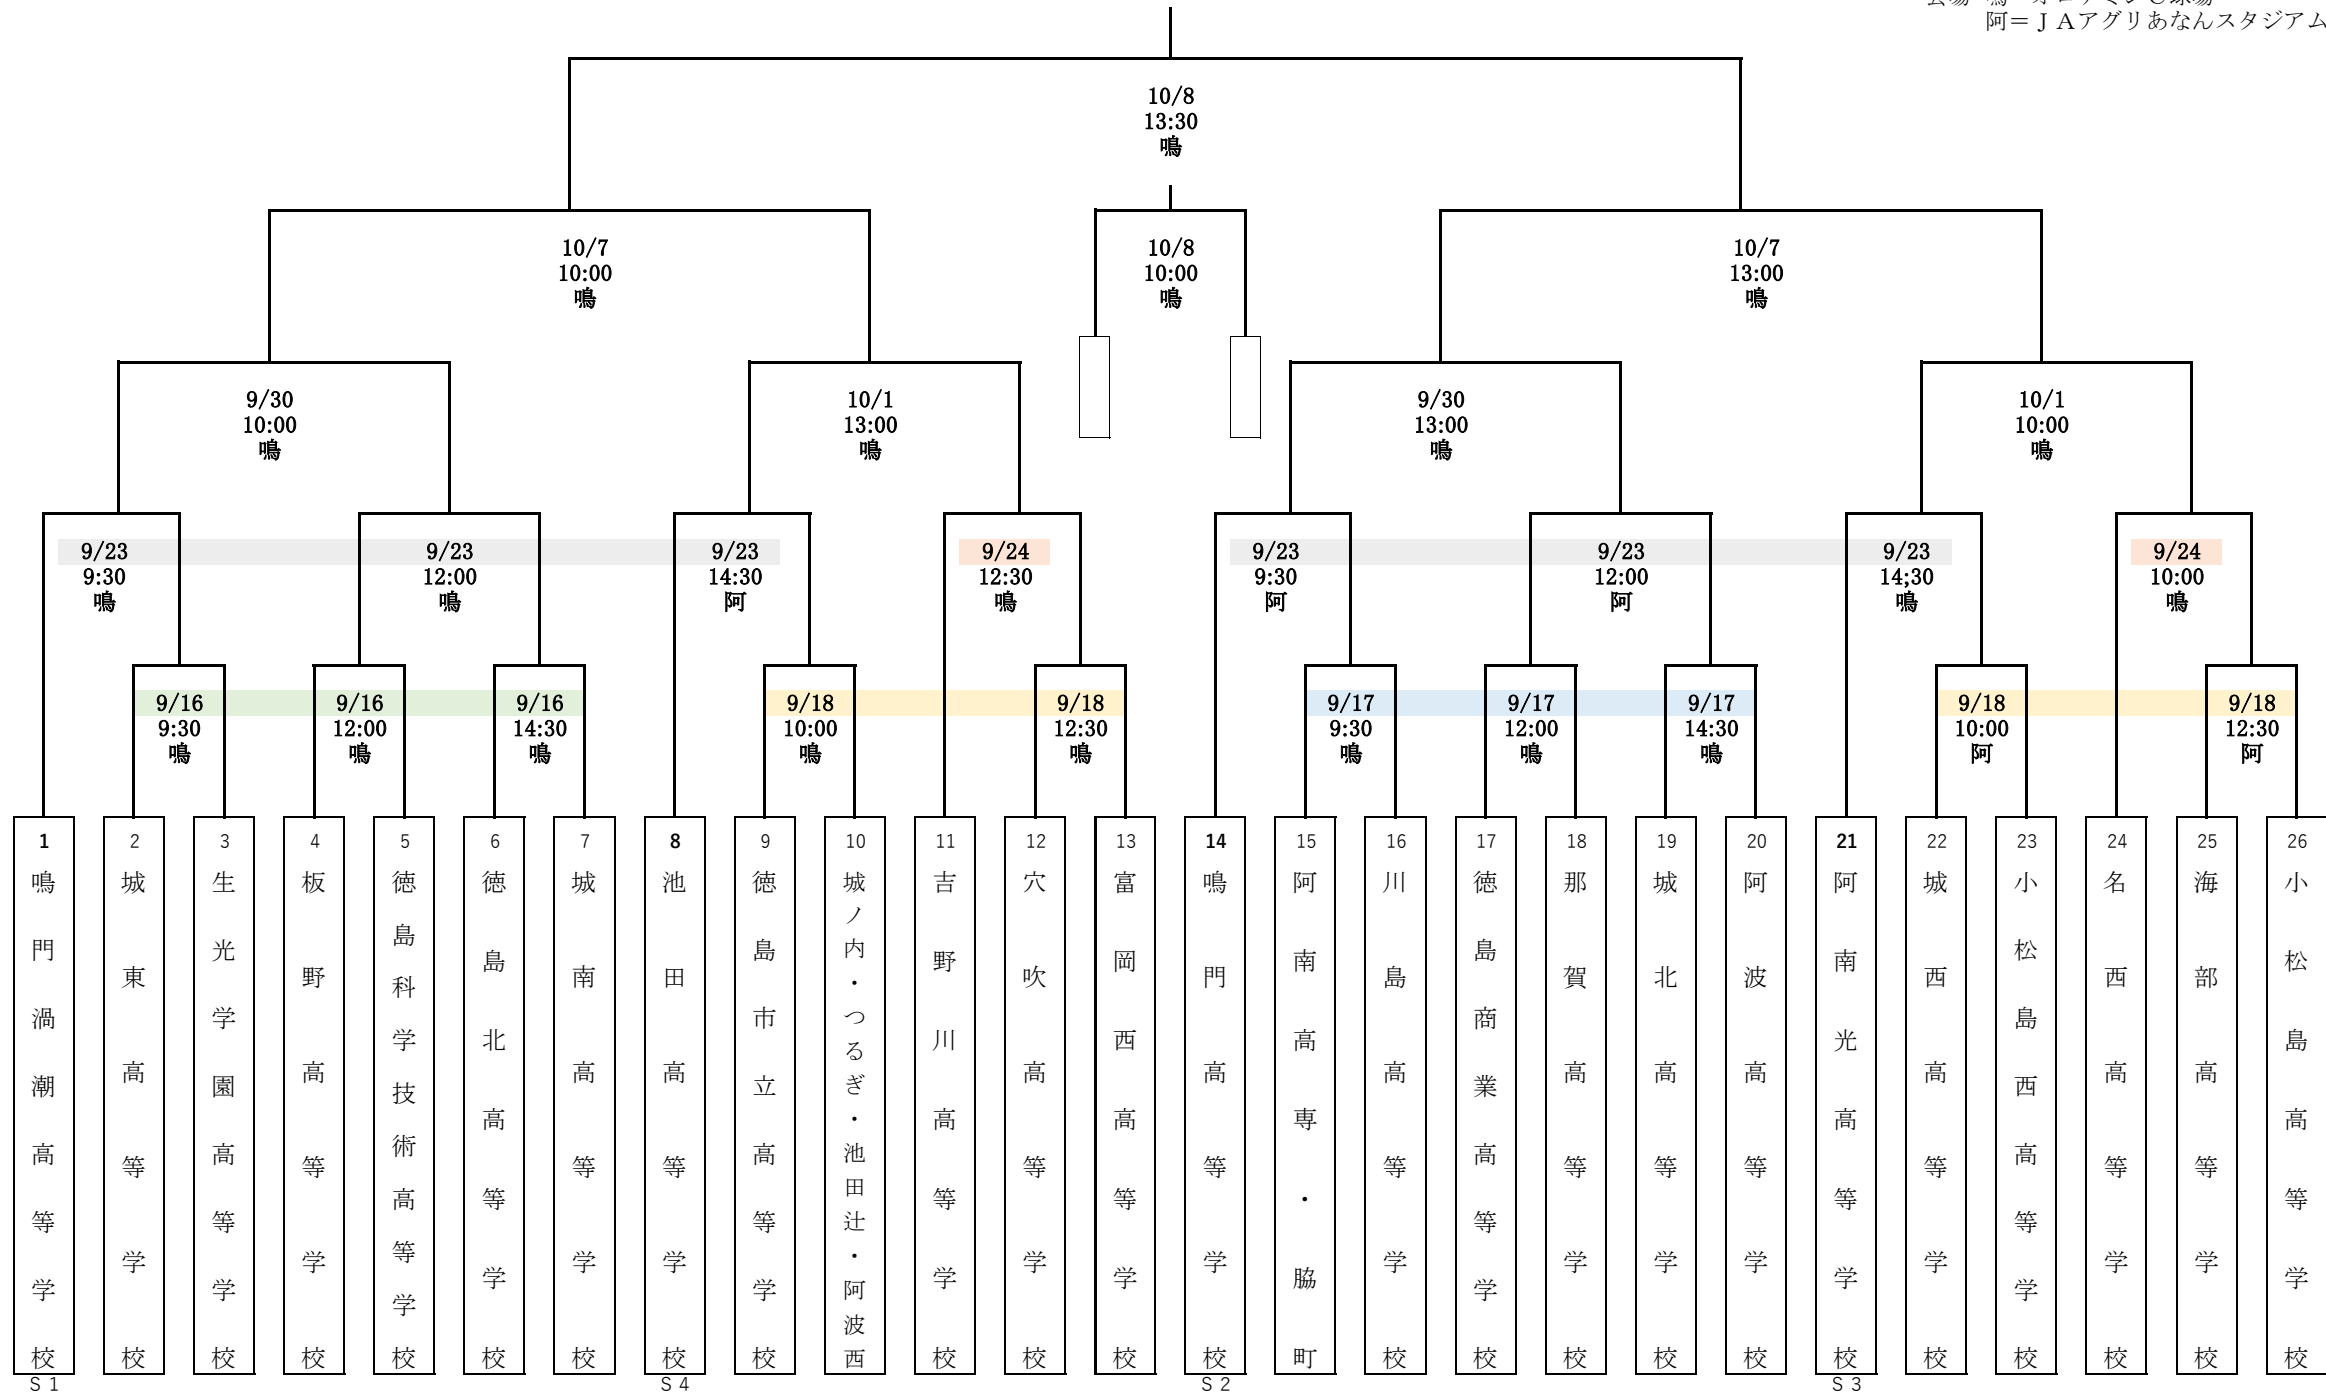 阿＝ＪＡアグリあなんスタジアム
10/8
13:30
鳴
10/7
10:00
鳴
10/8
10:00
鳴
10/7
13:00
鳴
9/30
10:00
鳴
10/1
13:00
鳴
9/30
13:00
鳴
10/1
10:00
鳴
9/23
9:30
鳴
9/23
12:00
鳴
9/23
14:30
阿
9/24
12:30
鳴
9/23
9:30
阿
9/23
12:00
阿
9/23
14;30
鳴
9/24
10:00
鳴
9/16
9:30
鳴
9/16
12:00
鳴
9/16
14:30
鳴
9/18
10:00
鳴
9/18
12:30
鳴
9/17
9:30
鳴
9/17
12:00
鳴
9/17
14:30
鳴
9/18
10:00
阿
9/18
12:30
阿
1
鳴門渦潮高等学校
S 1
2
城東高等学校
3
生光学園高等学校
4
板野高等学校
5
徳島科学技術高等学校
6
徳島北高等学校
7
城南高等学校
8
池田高等学校
S 4
9
徳島市立高等学校
10
城ノ内・つるぎ・池田辻・阿波西
11
吉野川高等学校
12
穴吹高等学校
13
富岡西高等学校
14
鳴門高等学校
S 2
15
阿南高専・脇町
16
川島高等学校
17
徳島商業高等学校
18
那賀高等学校
19
城北高等学校
20
阿波高等学校
21
阿南光高等学校
S 3
22
城西高等学校
23
小松島西高等学校
24
名西高等学校
25
海部高等学校
26
小松島高等学校